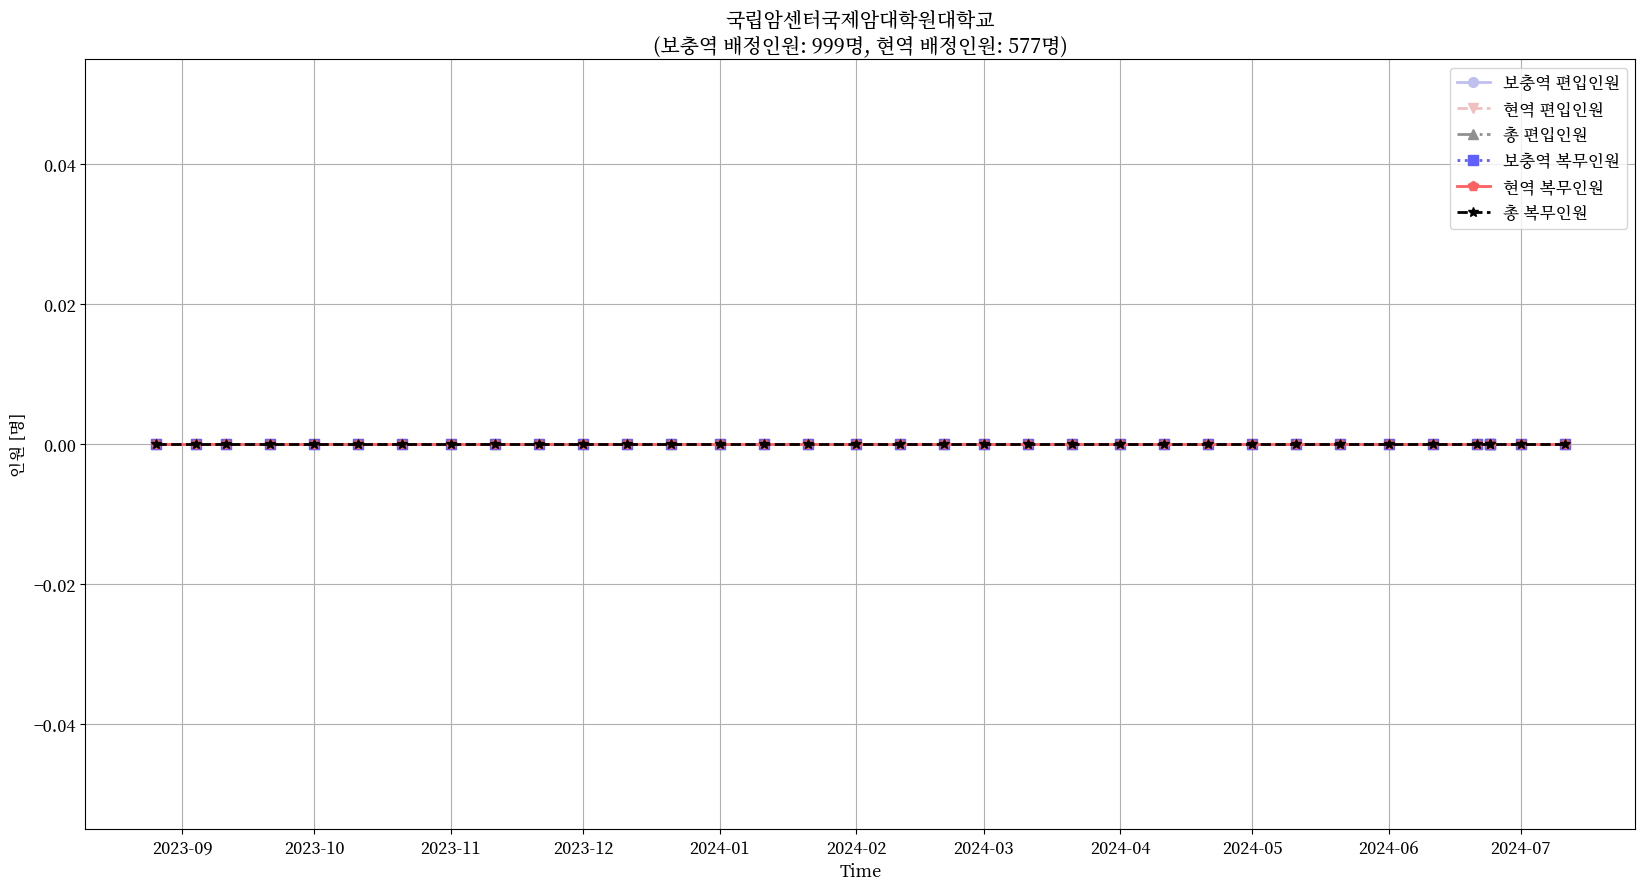 국립암센터국제암대학원대학교
(보충역 배정인원: 999명, 현역 배정인원: 577명)
보충역 편입인원
현역 편입인원
총 편입인원
보충역 복무인원
현역 복무인원
총 복무인원
인원 [명]
0.04
0.02
0.00
−0.02
−0.04
2023-09
2023-10
2023-11
2023-12
2024-01
2024-02
2024-03
2024-04
2024-05
2024-06
2024-07
Time